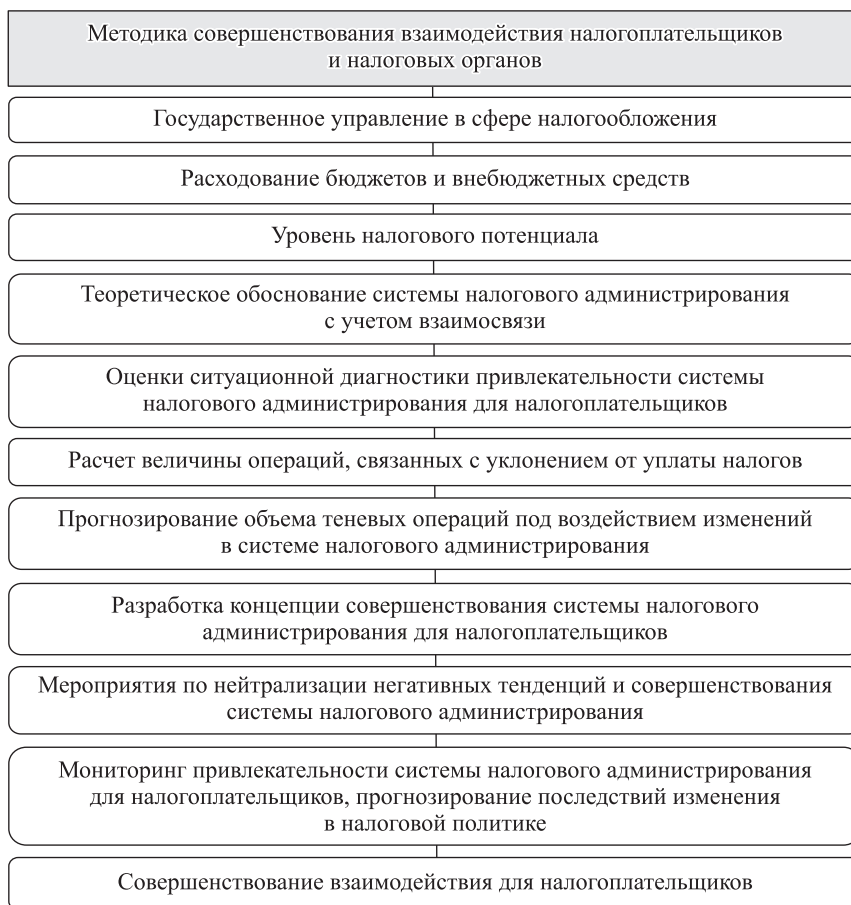 Методика совершенствования взаимодействия налогоплательщиков
и налоговых органов
Государственное управление в сфере налогообложения
Расходование бюджетов и внебюджетных средств
Уровень налогового потенциала
Теоретическое обоснование системы налогового администрирования
с учетом взаимосвязи
Оценки ситуационной диагностики привлекательности системы
налогового администрирования для налогоплательщиков
Расчет величины операций, связанных с уклонением от уплаты налогов
Прогнозирование объема теневых операций под воздействием изменений
в системе налогового администрирования
Разработка концепции совершенствования системы налогового
администрирования для налогоплательщиков
Мероприятия по нейтрализации негативных тенденций и совершенствования
системы налогового администрирования
Мониторинг привлекательности системы налогового администрирования
для налогоплательщиков, прогнозирование последствий изменения
в налоговой политике
Совершенствование взаимодействия для налогоплательщиков